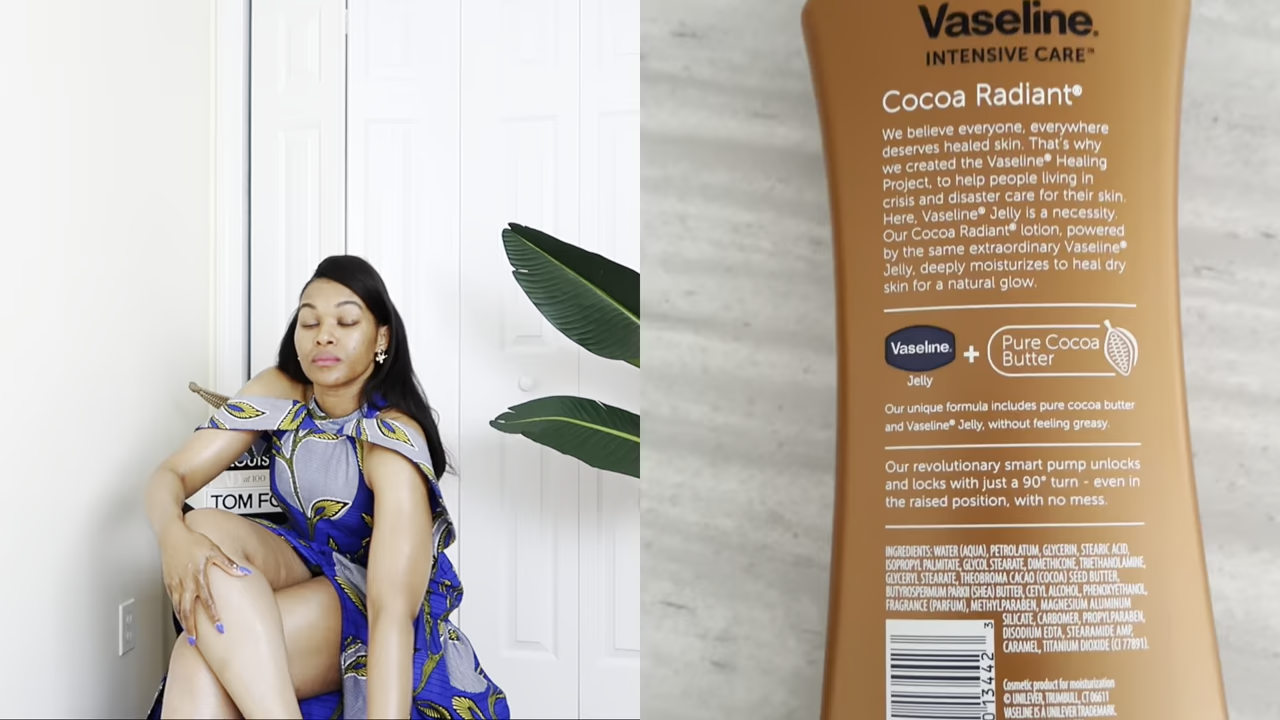 LOUIS
at 100
TOM FO
Vaseline®
INTENSIVE CARE™
Cocoa Radiant®
We believe everyone, everywhere
deserves healed skin. That's why
we created the Vaseline® Healing
Project, to help people living in
crisis and disaster care for their skin.
Here, Vaseline® Jelly is a necessity.
Our Cocoa Radiant® lotion, powered
by the same extraordinary Vaseline®
Jelly, deeply moisturizes to heal dry
skin for a natural glow.
Vaseline®
Jelly
+
Pure Cocoa
Butter
Our unique formula includes pure cocoa butter
and Vaseline® Jelly, without feeling greasy.
Our revolutionary smart pump unlocks
and locks with just a 90° turn - even in
the raised position, with no mess.
INGREDIENTS: WATER (AQUA), PETROLATUM, GLYCERIN, STEARIC ACID,
ISOPROPYL PALMITATE, GLYCOL STEARATE, DIMETHICONE, TRIETHANOLAMINE,
GLYCERYL STEARATE, THEOBROMA CACAO (COCOA) SEED BUTTER,
BUTYROSPERMUM PARKII (SHEA) BUTTER, CETYL ALCOHOL, PHENOXYETHANOL,
FRAGRANCE (PARFUM), METHYLPARABEN, MAGNESIUM ALUMINUM
SILICATE, CARBOMER, PROPYLPARABEN,
DISODIUM EDTA, STEARAMIDE AMP,
CARAMEL, TITANIUM DIOXIDE (CI 77891).
0 13442 3
Cosmetic product for moisturization
© UNILEVER, TRUMBULL, CT 06611
VASELINE IS A UNILEVER TRADEMARK.